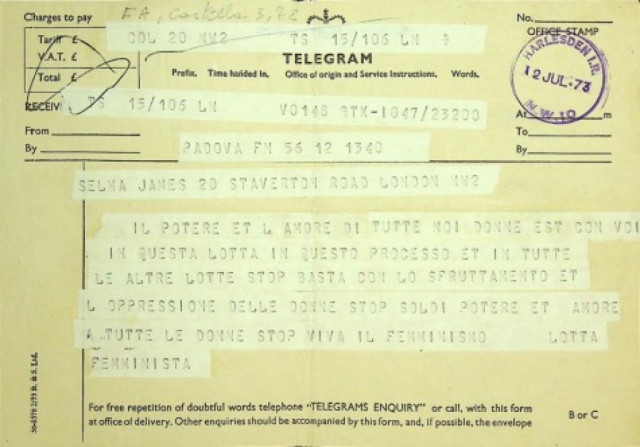 Charges to pay
Tariff £
V.A.T. £
Total £
RECEIV
From
By
COL 20 NW2 TS 15/106 LN
TELEGRAM
Prefix. Time handed in. Office of origin and Service Instructions. Words.
No.
OFFICE STAMP
HARLESDEN I.R.
12 JUL. 73
N.W.10
At m
To
By
TS 15/106 LN V0148 GTX-1047/23200
PADOVA FN 56 12 1340
SELMA JAMES 20 STAVERTON ROAD LONDON NW2
IL POTERE ET L AMORE DI TUTTE NOI DONNE EST CON VOI
IN QUESTA LOTTA IN QUESTO PROCESSO ET IN TUTTE
LE ALTRE LOTTE STOP BASTA CON LO SFRUTTAMENTO ET
L OPPRESSIONE DELLE DONNE STOP SOLDI POTERE ET AMORE
A TUTTE LE DONNE STOP VIVA IL FEMMINISMO LOTTA
FEMMINISTA
For free repetition of doubtful words telephone "TELEGRAMS ENQUIRY" or call, with this form
at office of delivery. Other enquiries should be accompanied by this form, and, if possible, the envelope
B or C